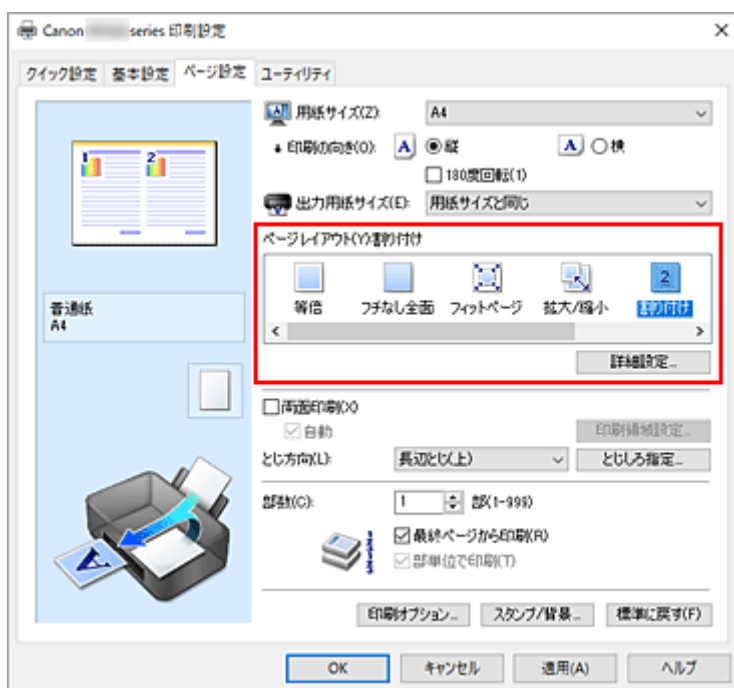 Canon series 印刷設定
クイック設定 基本設定 ページ設定 ユーティリティ
用紙サイズ(Z): A4
印刷の向き(O): A 縦 A 横
180度回転(1)
出力用紙サイズ(E): 用紙サイズと同じ
ページレイアウト(Y):割り付け
等倍 フチなし全面 フィットページ 拡大/縮小 2 割り付け
詳細設定...
1 2
普通紙
A4
両面印刷(X)
自動 印刷領域設定...
とじ方向(L): 長辺とじ(上) とじしろ指定...
部数(C): 1 部(1-999)
最終ページから印刷(R)
部単位で印刷(T)
A
印刷オプション... スタンプ/背景... 標準に戻す(F)
OK キャンセル 適用(A) ヘルプ